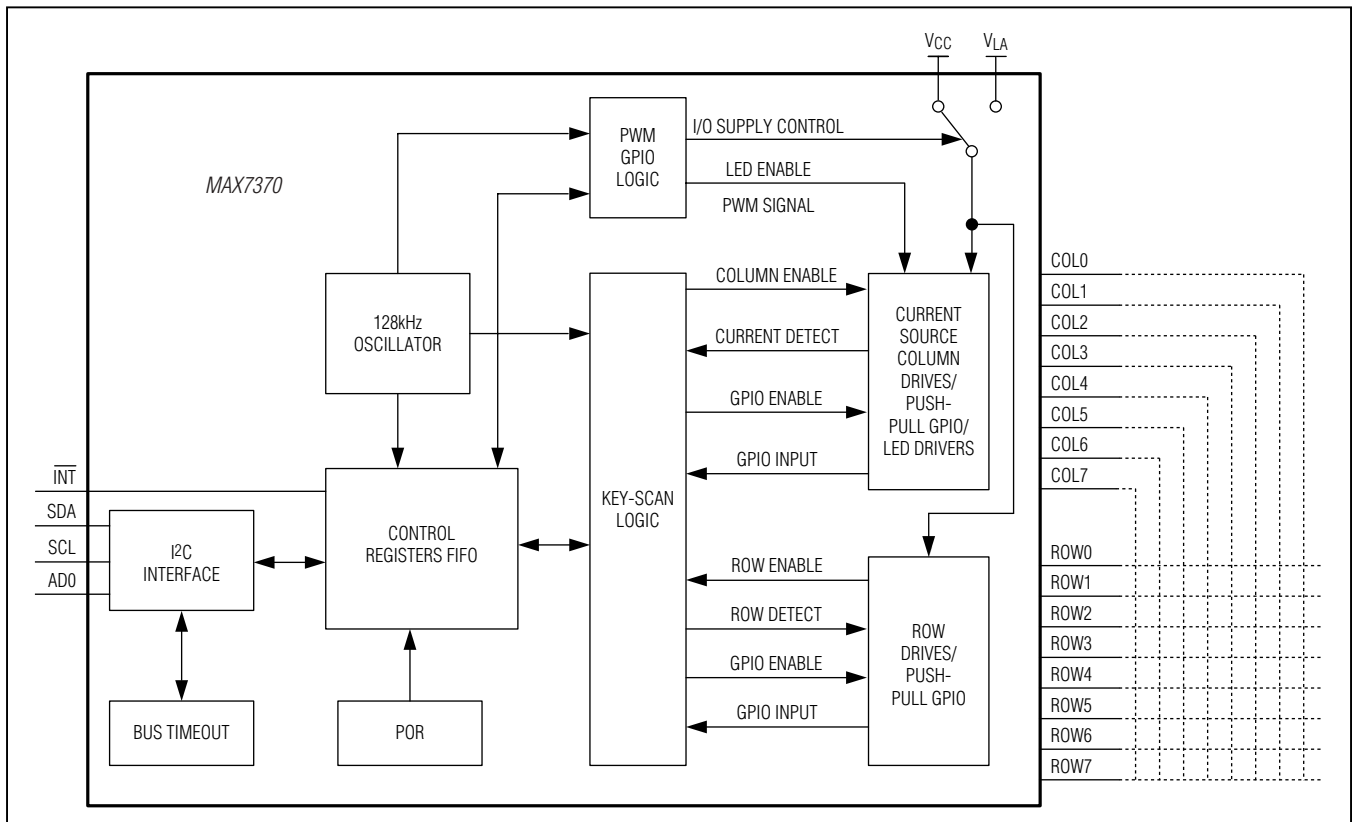 VCC
VLA
MAX7370
PWM
GPIO
LOGIC
I/O SUPPLY CONTROL
LED ENABLE
PWM SIGNAL
128kHz
OSCILLATOR
COLUMN ENABLE
CURRENT DETECT
GPIO ENABLE
GPIO INPUT
CURRENT
SOURCE
COLUMN
DRIVES/
PUSH-
PULL GPIO/
LED DRIVERS
COL0
COL1
COL2
COL3
COL4
COL5
COL6
COL7
INT
SDA
SCL
AD0
I2C
INTERFACE
CONTROL
REGISTERS FIFO
KEY-SCAN
LOGIC
ROW ENABLE
ROW DETECT
GPIO ENABLE
GPIO INPUT
ROW
DRIVES/
PUSH-
PULL GPIO
ROW0
ROW1
ROW2
ROW3
ROW4
ROW5
ROW6
ROW7
BUS TIMEOUT
POR